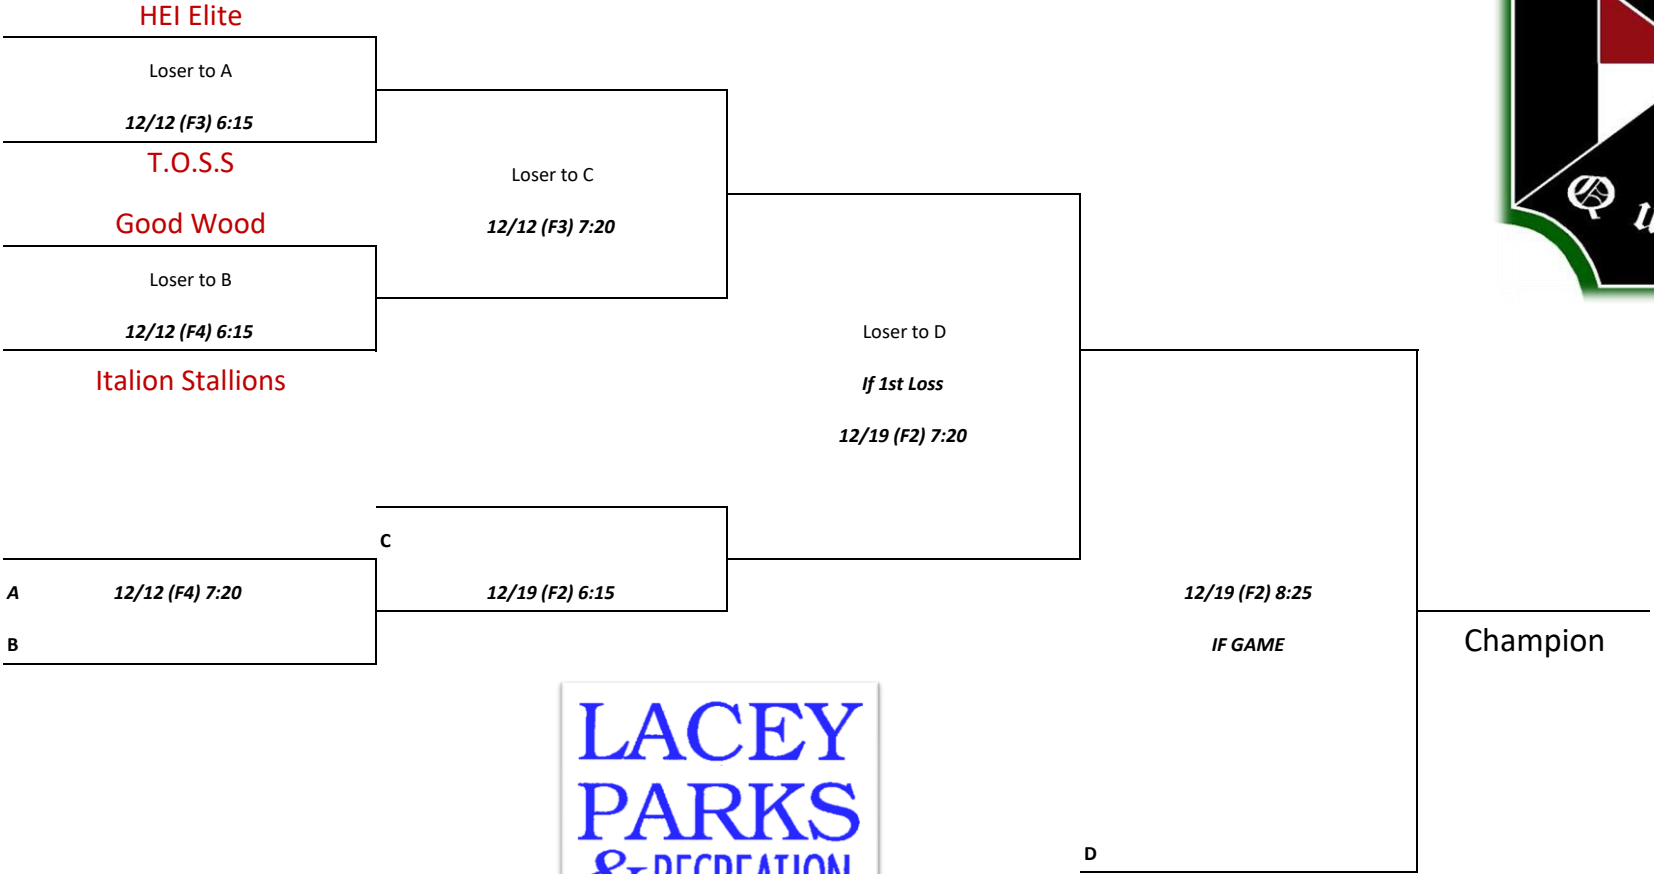 HEI Elite
Loser to A
12/12 (F3) 6:15
T.O.S.S
Loser to C
Good Wood
12/12 (F3) 7:20
Loser to B
12/12 (F4) 6:15
Loser to D
Italion Stallions
If 1st Loss
12/19 (F2) 7:20
C
A 12/12 (F4) 7:20
12/19 (F2) 6:15
12/19 (F2) 8:25
B
IF GAME
Champion
LACEY
PARKS
& RECREATION
D
Q